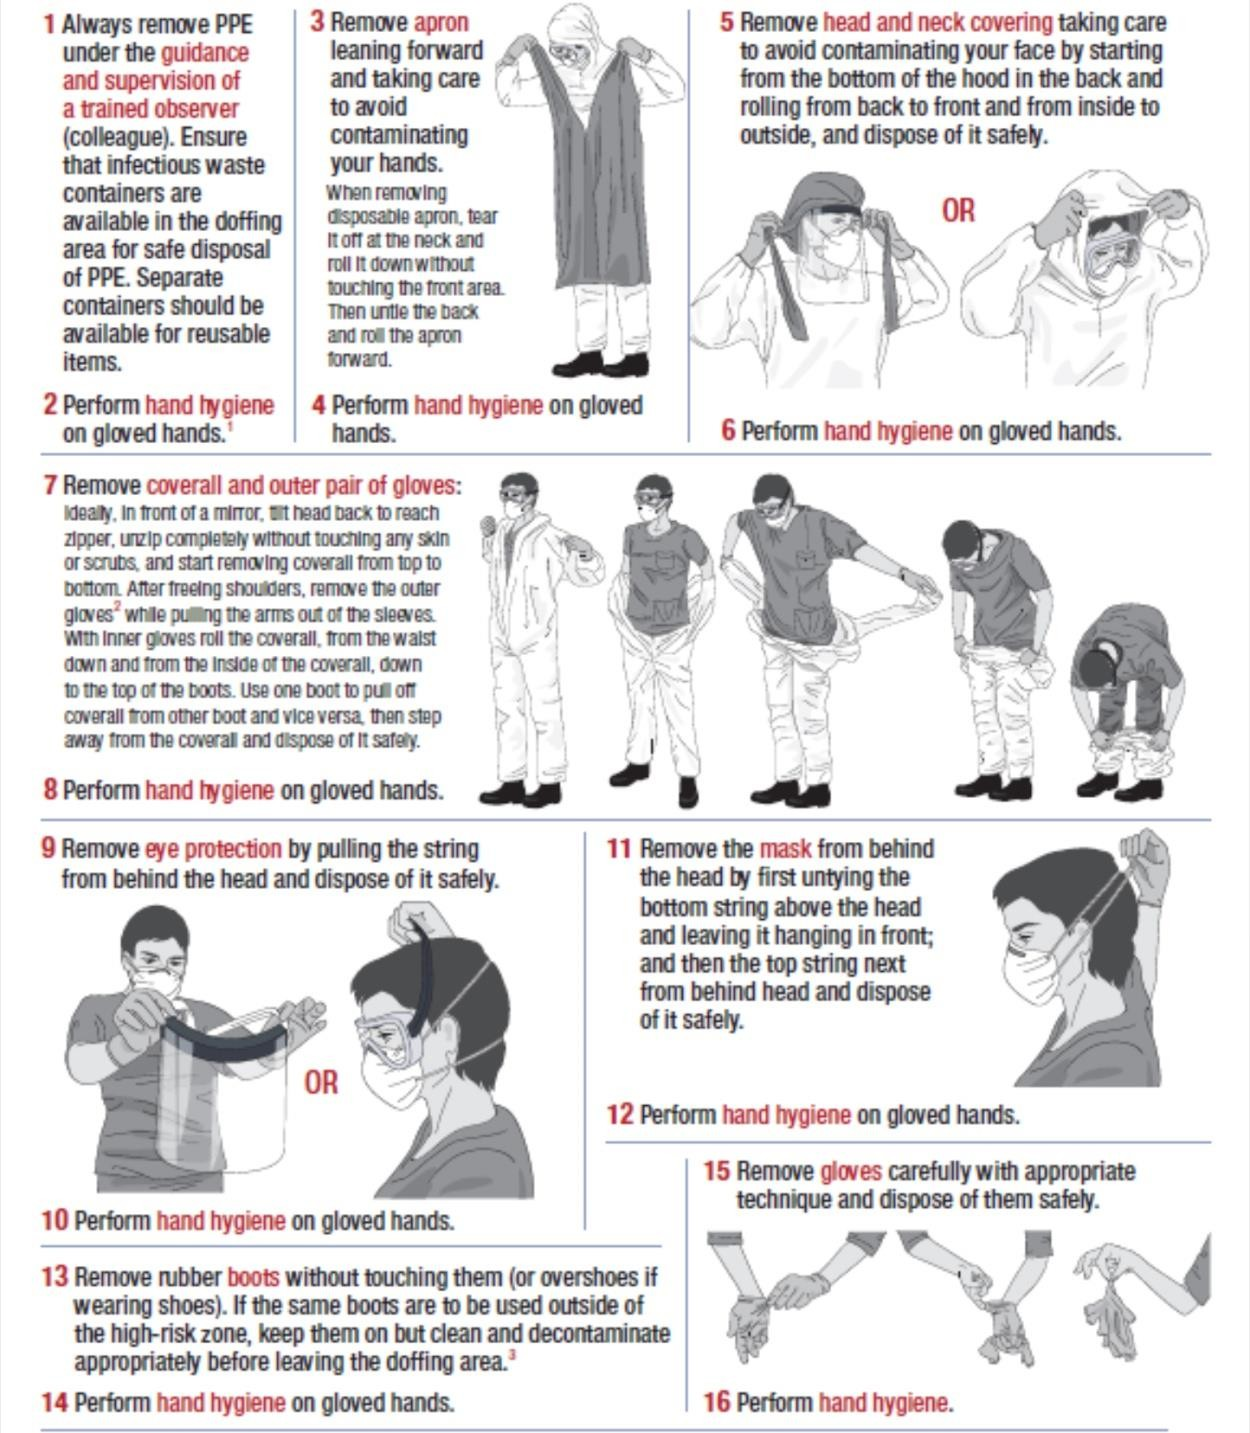 1 Always remove PPE
under the guidance
and supervision of
a trained observer
(colleague). Ensure
that infectious waste
containers are
available in the doffing
area for safe disposal
of PPE. Separate
containers should be
available for reusable
items.
2 Perform hand hygiene
on gloved hands.¹
3 Remove apron
leaning forward
and taking care
to avoid
contaminating
your hands.
When removing
disposable apron, tear
it off at the neck and
roll it down without
touching the front area.
Then untie the back
and roll the apron
forward.
4 Perform hand hygiene on gloved
hands.
5 Remove head and neck covering taking care
to avoid contaminating your face by starting
from the bottom of the hood in the back and
rolling from back to front and from inside to
outside, and dispose of it safely.
OR
6 Perform hand hygiene on gloved hands.
7 Remove coverall and outer pair of gloves:
Ideally, in front of a mirror, tilt head back to reach
zipper, unzip completely without touching any skin
or scrubs, and start removing coverall from top to
bottom. After freeing shoulders, remove the outer
gloves² while pulling the arms out of the sleeves.
With inner gloves roll the coverall, from the waist
down and from the inside of the coverall, down
to the top of the boots. Use one boot to pull off
coverall from other boot and vice versa, then step
away from the coverall and dispose of it safely.
8 Perform hand hygiene on gloved hands.
9 Remove eye protection by pulling the string
from behind the head and dispose of it safely.
OR
10 Perform hand hygiene on gloved hands.
11 Remove the mask from behind
the head by first untying the
bottom string above the head
and leaving it hanging in front;
and then the top string next
from behind head and dispose
of it safely.
12 Perform hand hygiene on gloved hands.
13 Remove rubber boots without touching them (or overshoes if
wearing shoes). If the same boots are to be used outside of
the high-risk zone, keep them on but clean and decontaminate
appropriately before leaving the doffing area.³
14 Perform hand hygiene on gloved hands.
15 Remove gloves carefully with appropriate
technique and dispose of them safely.
16 Perform hand hygiene.